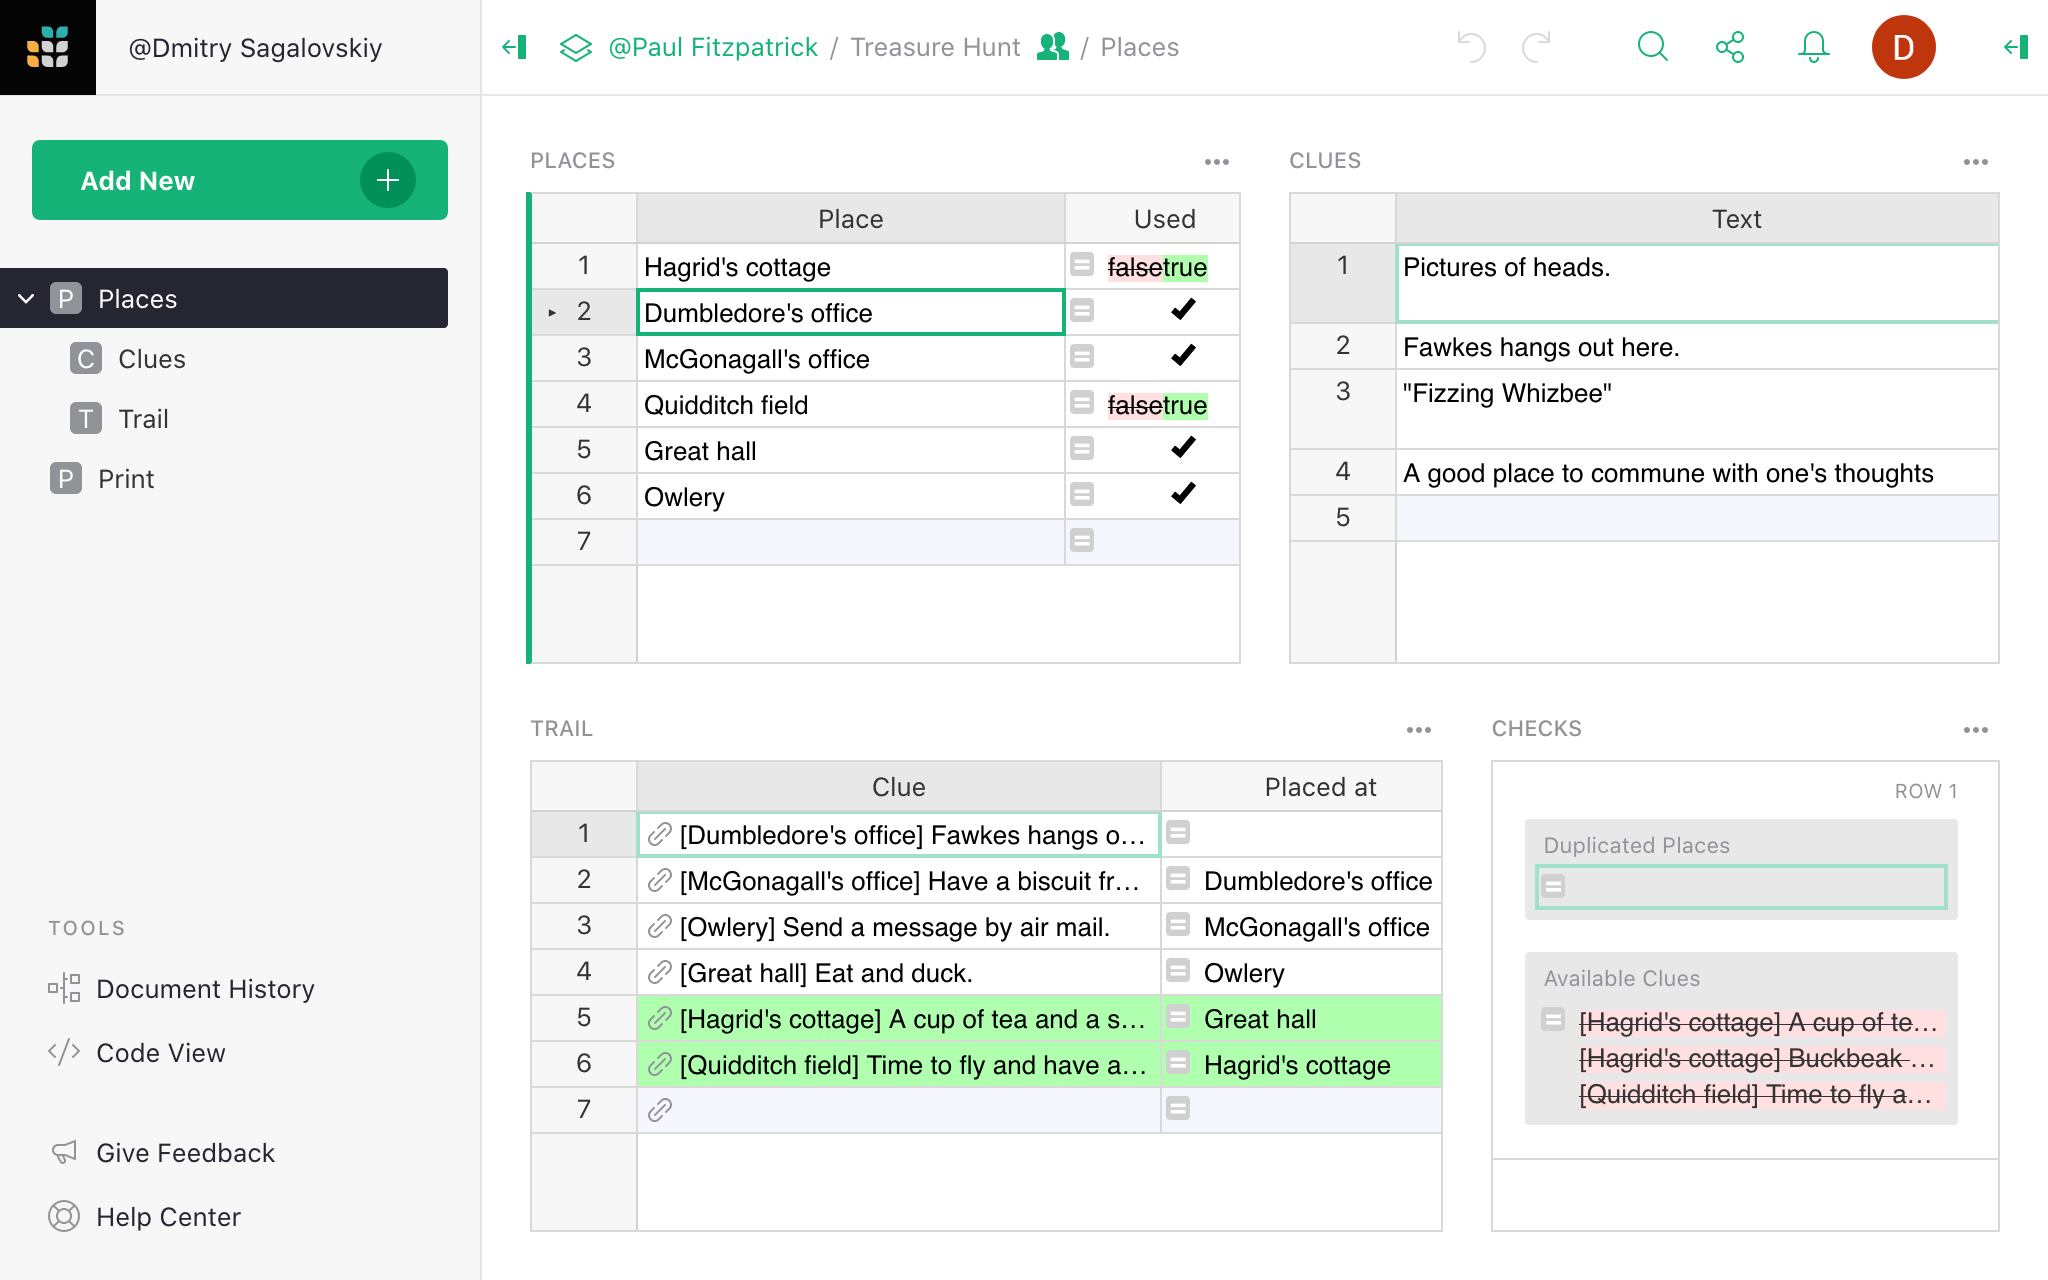 @Dmitry Sagalovskiy
@Paul Fitzpatrick / Treasure Hunt / Places
D
Add New
P Places
C Clues
T Trail
P Print
TOOLS
Document History
Code View
Give Feedback
Help Center
PLACES
Place Used
1 Hagrid's cottage falsetrue
2 Dumbledore's office
3 McGonagall's office
4 Quidditch field falsetrue
5 Great hall
6 Owlery
7
CLUES
Text
1 Pictures of heads.
2 Fawkes hangs out here.
3 "Fizzing Whizbee"
4 A good place to commune with one's thoughts
5
TRAIL
Clue Placed at
1 [Dumbledore's office] Fawkes hangs o…
2 [McGonagall's office] Have a biscuit fr… Dumbledore's office
3 [Owlery] Send a message by air mail. McGonagall's office
4 [Great hall] Eat and duck. Owlery
5 [Hagrid's cottage] A cup of tea and a s… Great hall
6 [Quidditch field] Time to fly and have a… Hagrid's cottage
7
CHECKS
ROW 1
Duplicated Places
Available Clues
[Hagrid's cottage] A cup of te…
[Hagrid's cottage] Buckbeak …
[Quidditch field] Time to fly a…